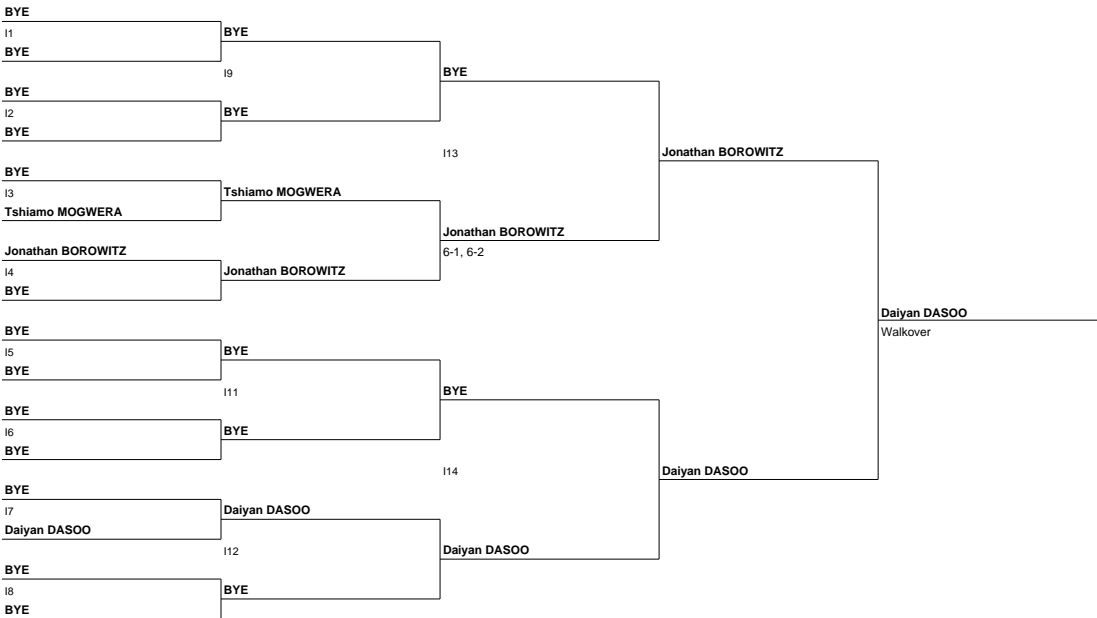 BYE
I1
BYE
BYE
I9
BYE
I2
BYE
BYE
BYE
I13
BYE
I3
Tshiamo MOGWERA
Tshiamo MOGWERA
Jonathan BOROWITZ
I4
BYE
Jonathan BOROWITZ
Jonathan BOROWITZ
6-1, 6-2
Jonathan BOROWITZ
BYE
I5
BYE
BYE
I11
BYE
I6
BYE
BYE
BYE
I14
BYE
I7
Daiyan DASOO
Daiyan DASOO
I12
BYE
I8
BYE
BYE
Daiyan DASOO
Daiyan DASOO
Daiyan DASOO
Walkover